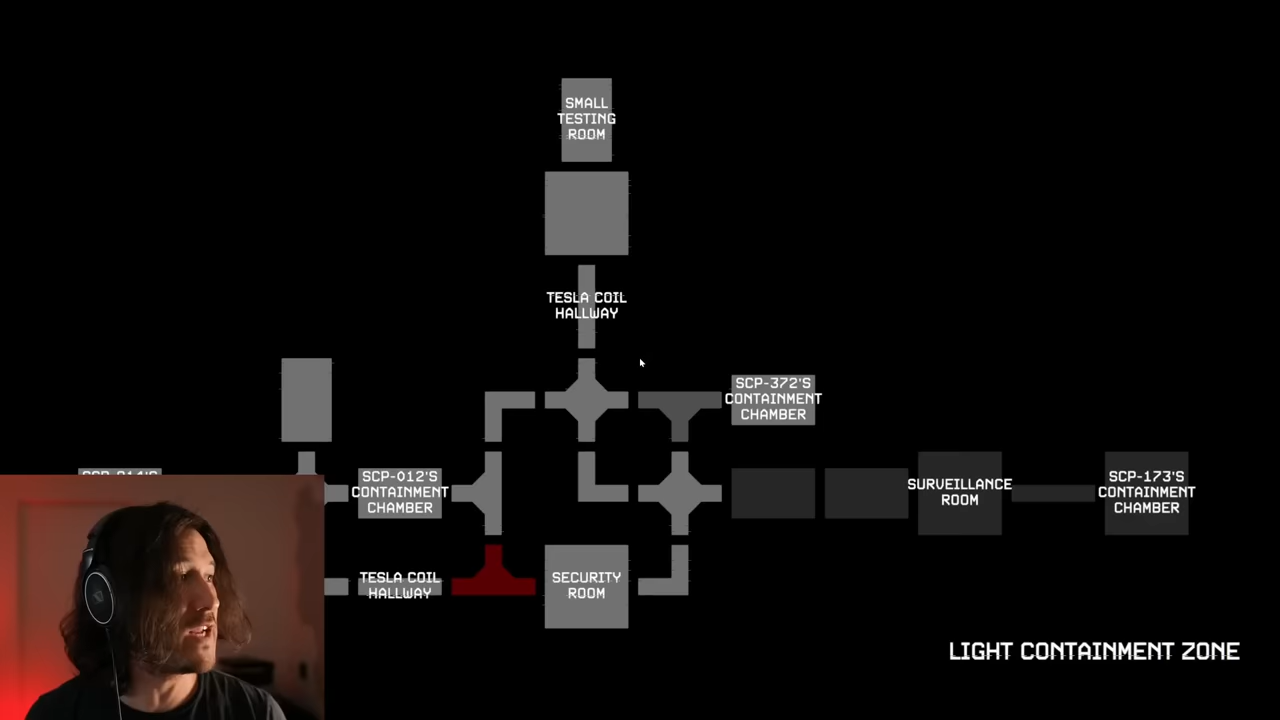 SMALL
TESTING
ROOM
TESLA COIL
HALLWAY
SCP-372'S
CONTAINMENT
CHAMBER
SCP-012'S
CONTAINMENT
CHAMBER
SURVEILLANCE
ROOM
SCP-173'S
CONTAINMENT
CHAMBER
TESLA COIL
HALLWAY
SECURITY
ROOM
LIGHT CONTAINMENT ZONE